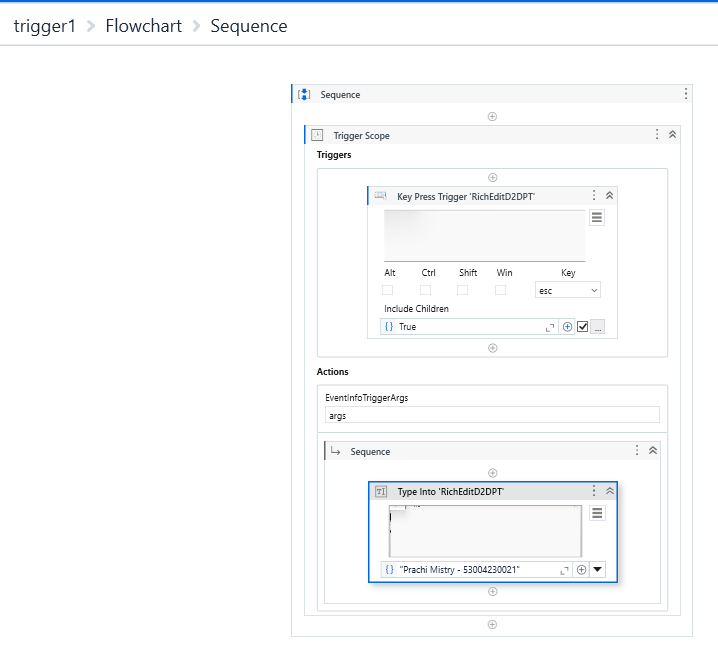 trigger1 > Flowchart > Sequence
Sequence
Trigger Scope
Triggers
Key Press Trigger 'RichEditD2DPT'
Alt Ctrl Shift Win Key
esc
Include Children
{} True
...
Actions
EventInfoTriggerArgs
args
Sequence
Type Into 'RichEditD2DPT'
{} "Prachi Mistry - 53004230021"